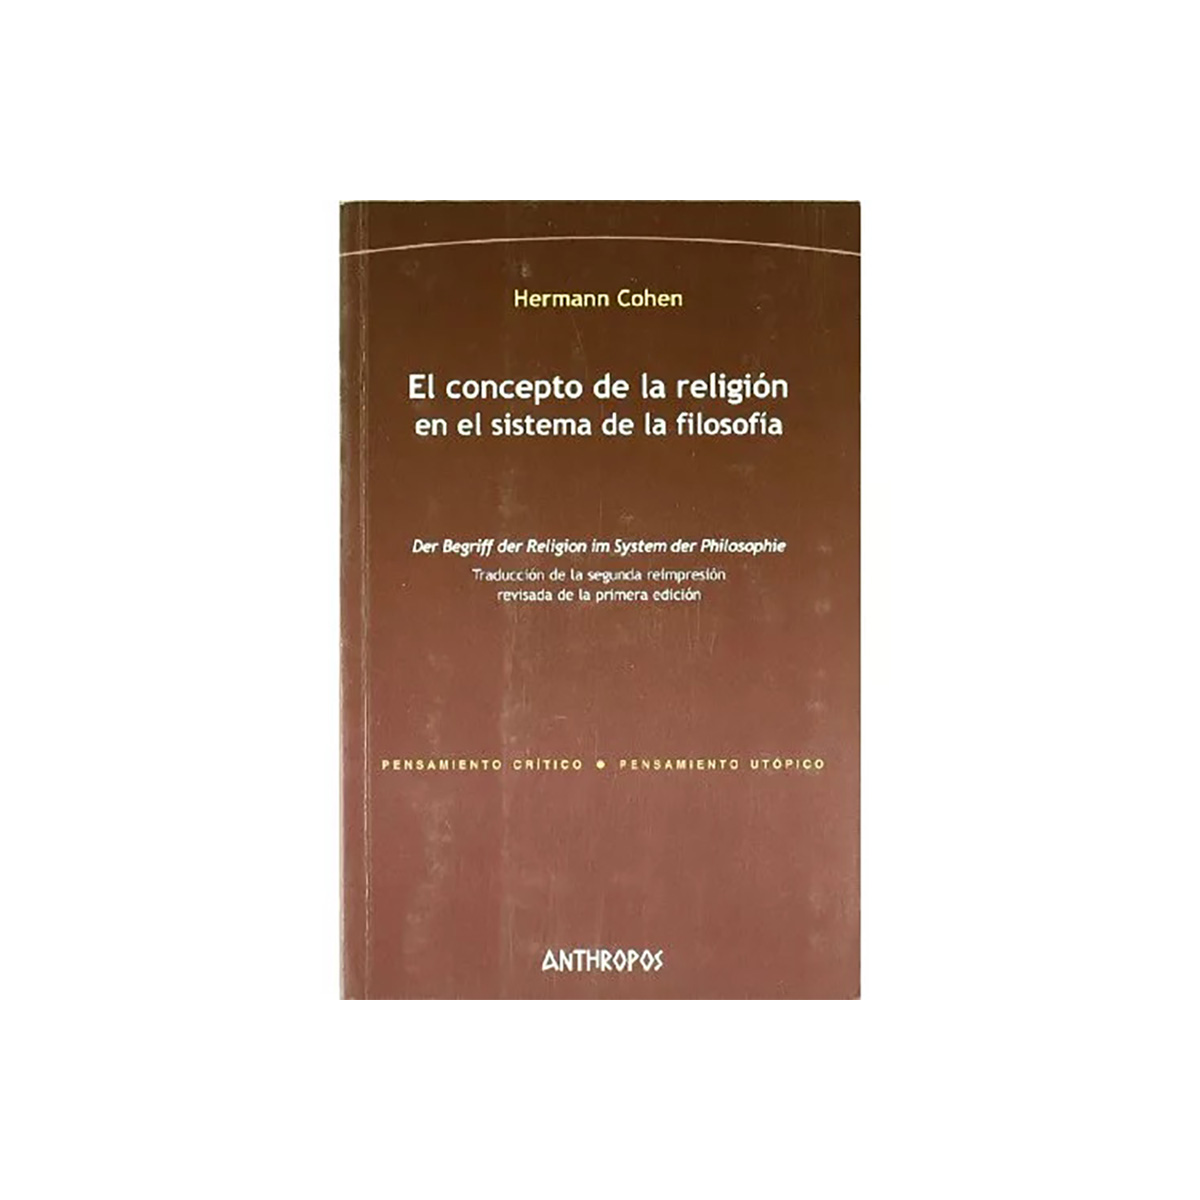 Hermann Cohen
El concepto de la religión
en el sistema de la filosofía
Der Begriff der Religion im System der Philosophie
Traducción de la segunda reimpresión
revisada de la primera edición
PENSAMIENTO CRÍTICO • PENSAMIENTO UTÓPICO
ANTHROPOS